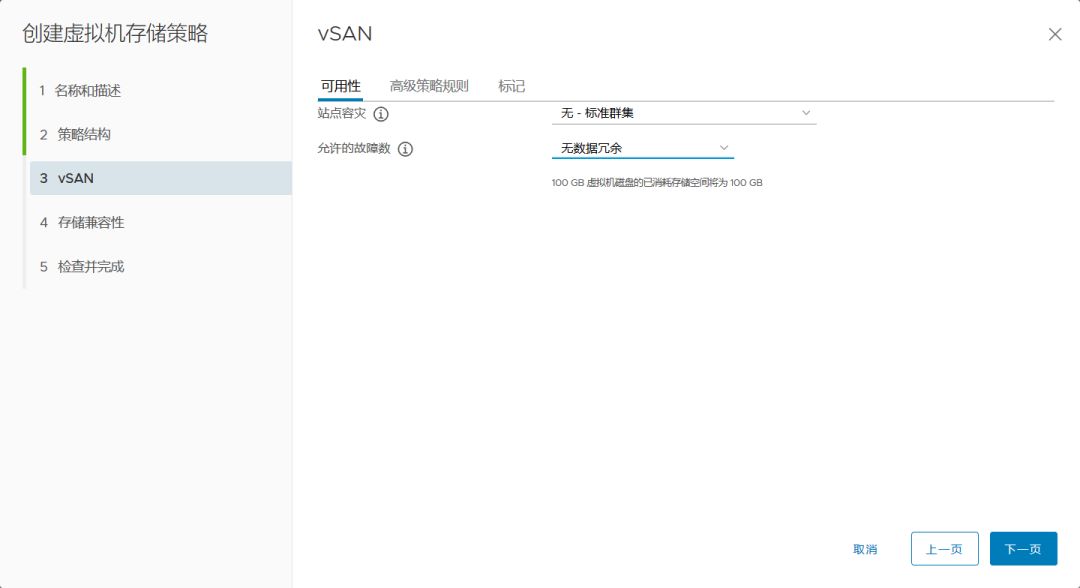 创建虚拟机存储策略
1 名称和描述
2 策略结构
3 vSAN
4 存储兼容性
5 检查并完成
vSAN
可用性 高级策略规则 标记
站点容灾 无 - 标准群集
允许的故障数 无数据冗余
100 GB 虚拟机磁盘的已消耗存储空间将为 100 GB
取消 上一页 下一页